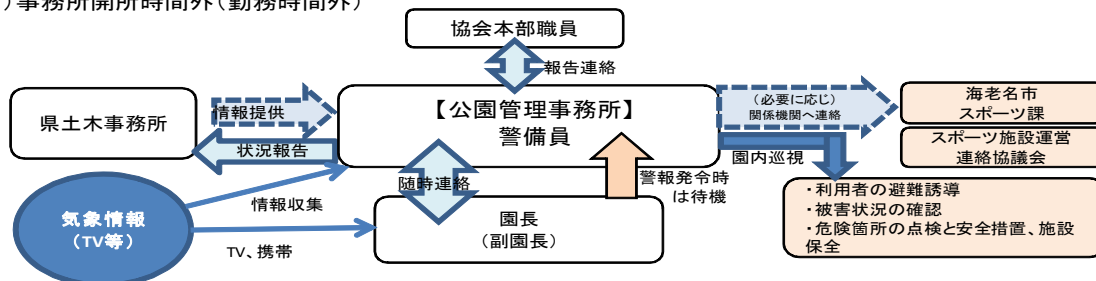 ）事務所開所時間外（勤務時間外）
協会本部職員
報告連絡
県土木事務所
情報提供
状況報告
【公園管理事務所】
警備員
（必要に応じ）
関係機関へ連絡
海老名市
スポーツ課
スポーツ施設運営
連絡協議会
園内巡視
随時連絡
警報発令時
は待機
気象情報
（TV等）
情報収集
TV、携帯
園長
（副園長）
・利用者の避難誘導
・被害状況の確認
・危険箇所の点検と安全措置、施設
保全